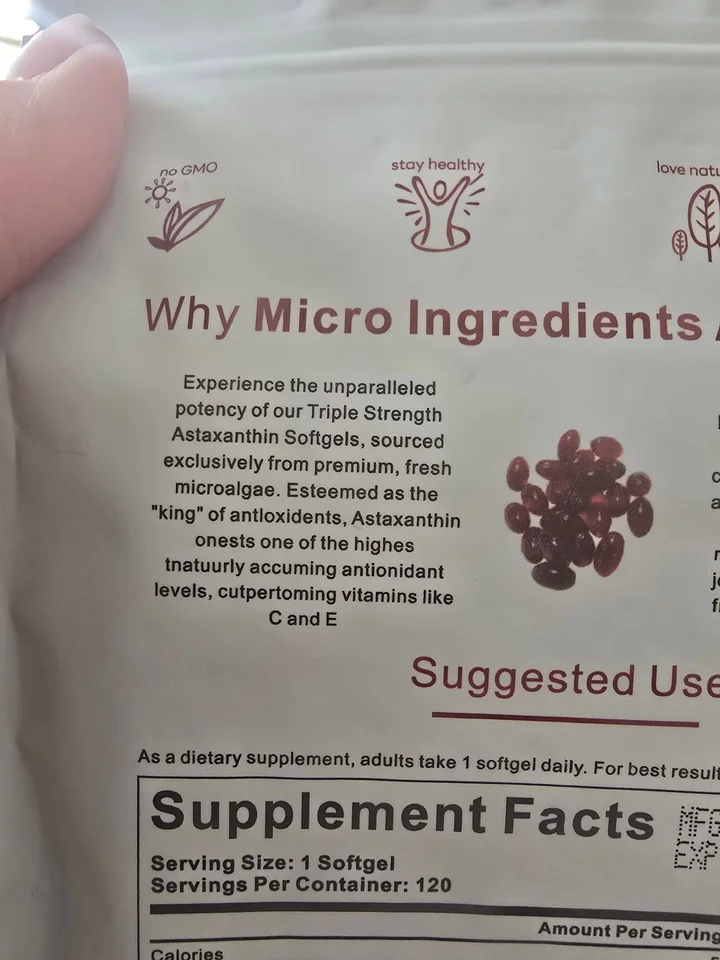 no GMO
stay healthy
love natu
Why Micro Ingredients
Experience the unparalleled
potency of our Triple Strength
Astaxanthin Softgels, sourced
exclusively from premium, fresh
microalgae. Esteemed as the
"king" of antloxidents, Astaxanthin
onests one of the highes
tnatuurly accuming antionidant
levels, cutpertoming vitamins like
C and E
Suggested Use
As a dietary supplement, adults take 1 softgel daily. For best result
Supplement Facts
MFG
EXP
Serving Size: 1 Softgel
Servings Per Container: 120
Amount Per Serving
Calories